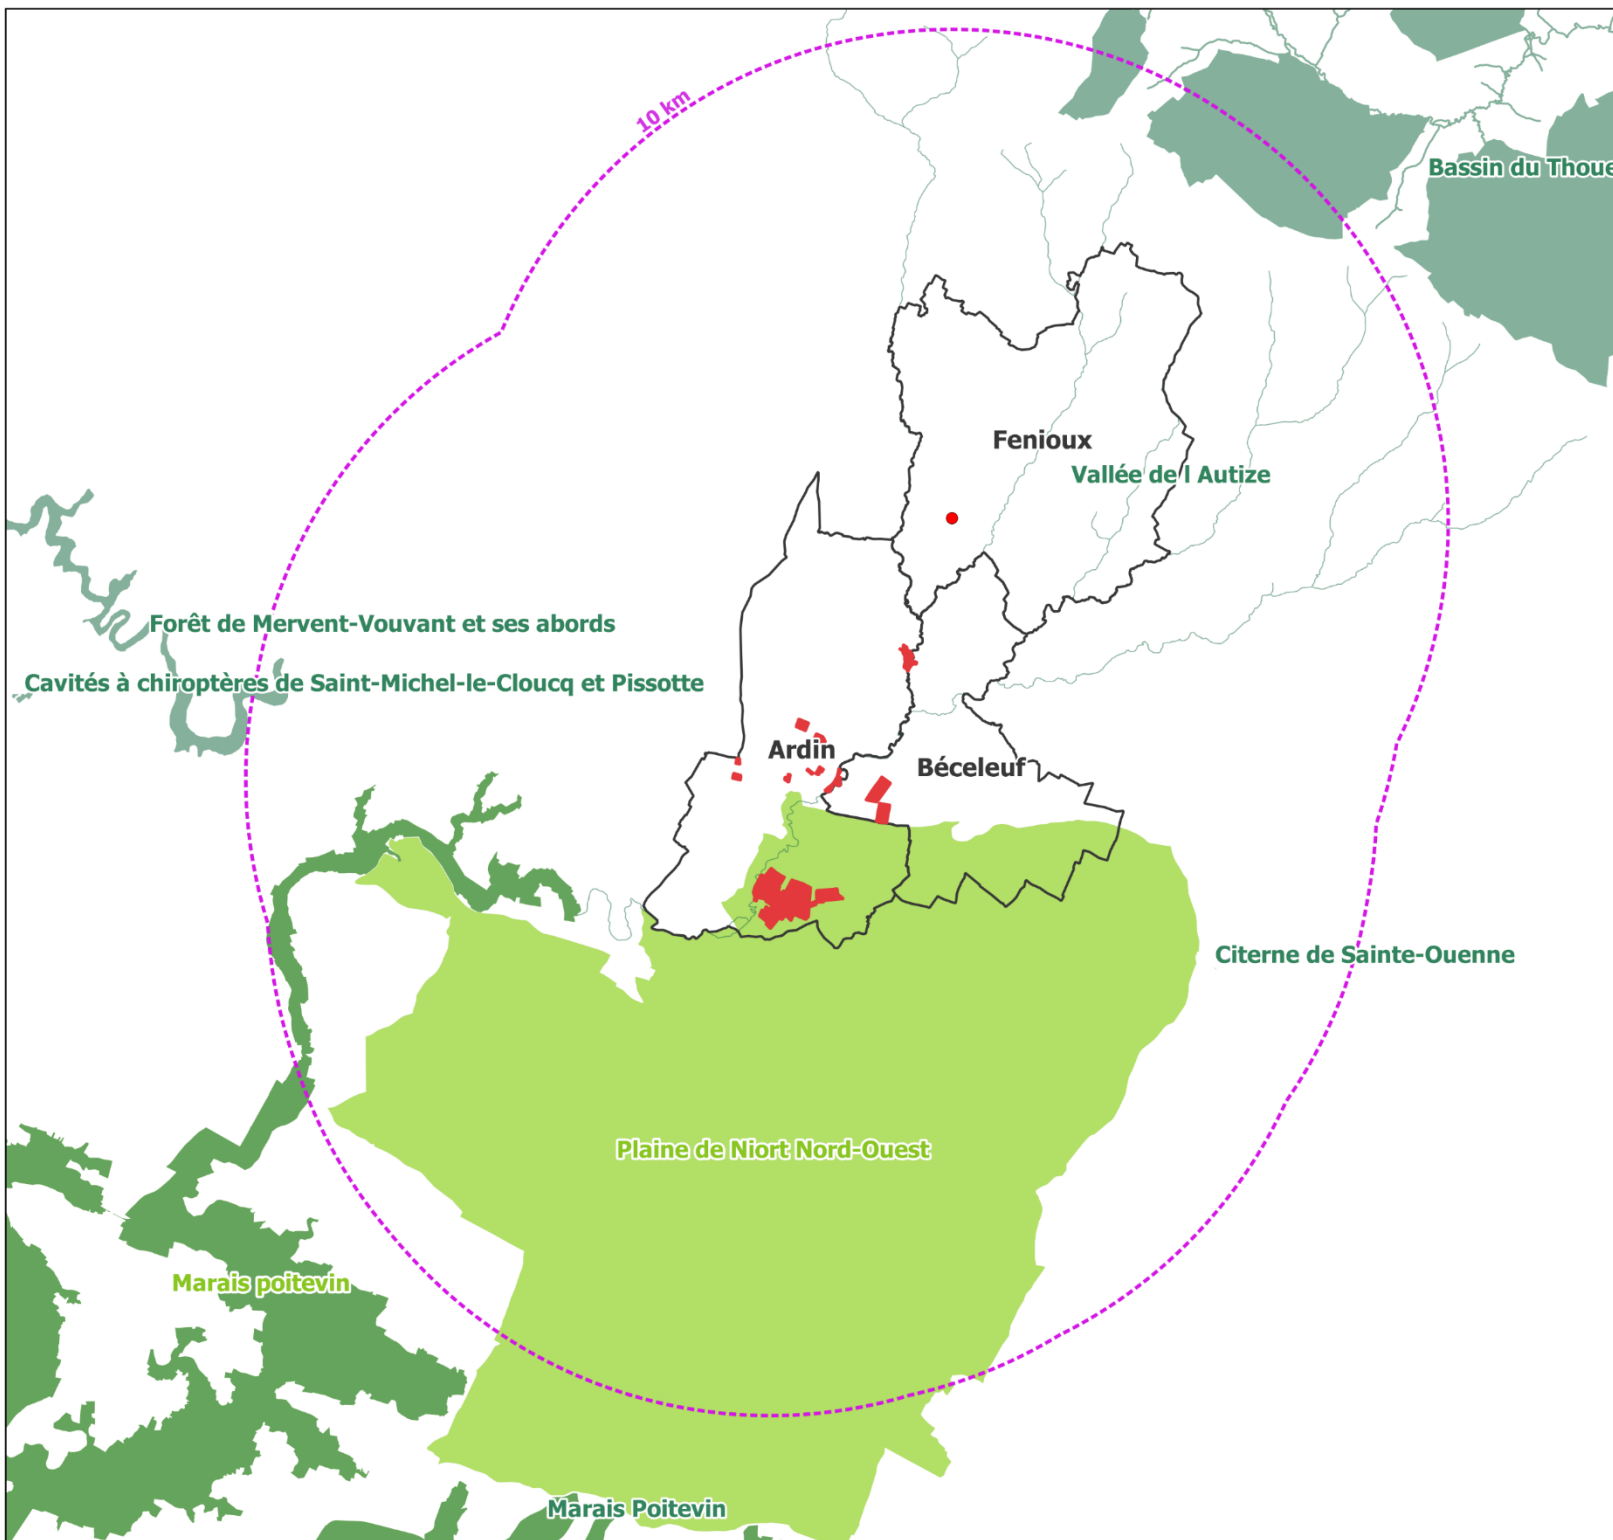 10 km
Bassin du Thoue
Fenioux
Vallée de l Autize
Forêt de Mervent-Vouvant et ses abords
Cavités à chiroptères de Saint-Michel-le-Cloucq et Pissotte
Ardin
Béceleuf
Citerne de Sainte-Ouenne
Plaine de Niort Nord-Ouest
Marais poitevin
Marais Poitevin